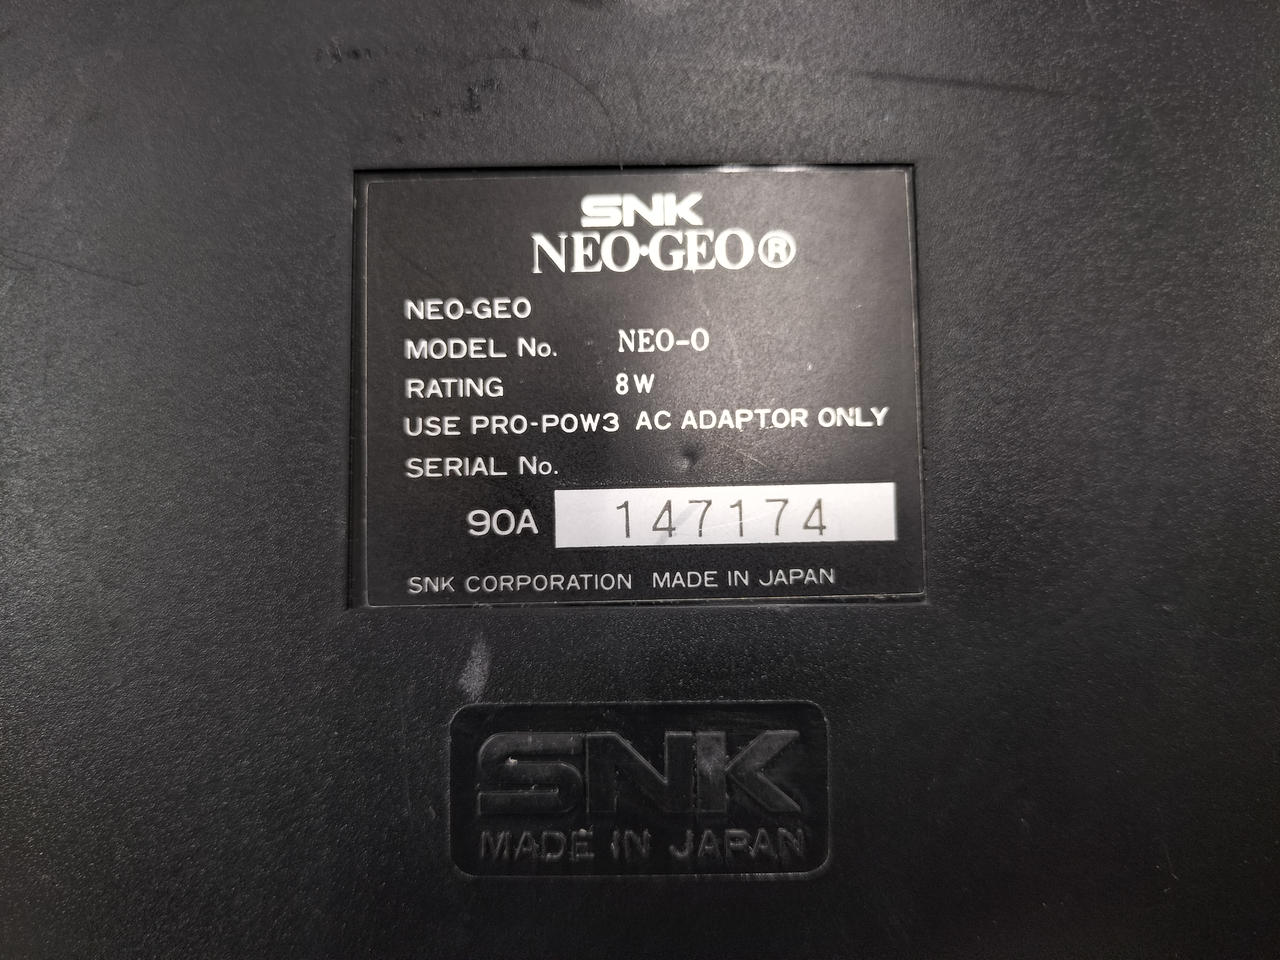 SNK
NEO·GEO®
NEO-GEO
MODEL No. NEO-0
RATING 8W
USE PRO-POW3 AC ADAPTOR ONLY
SERIAL No.
90A 147174
SNK CORPORATION MADE IN JAPAN
SNK
MADE IN JAPAN